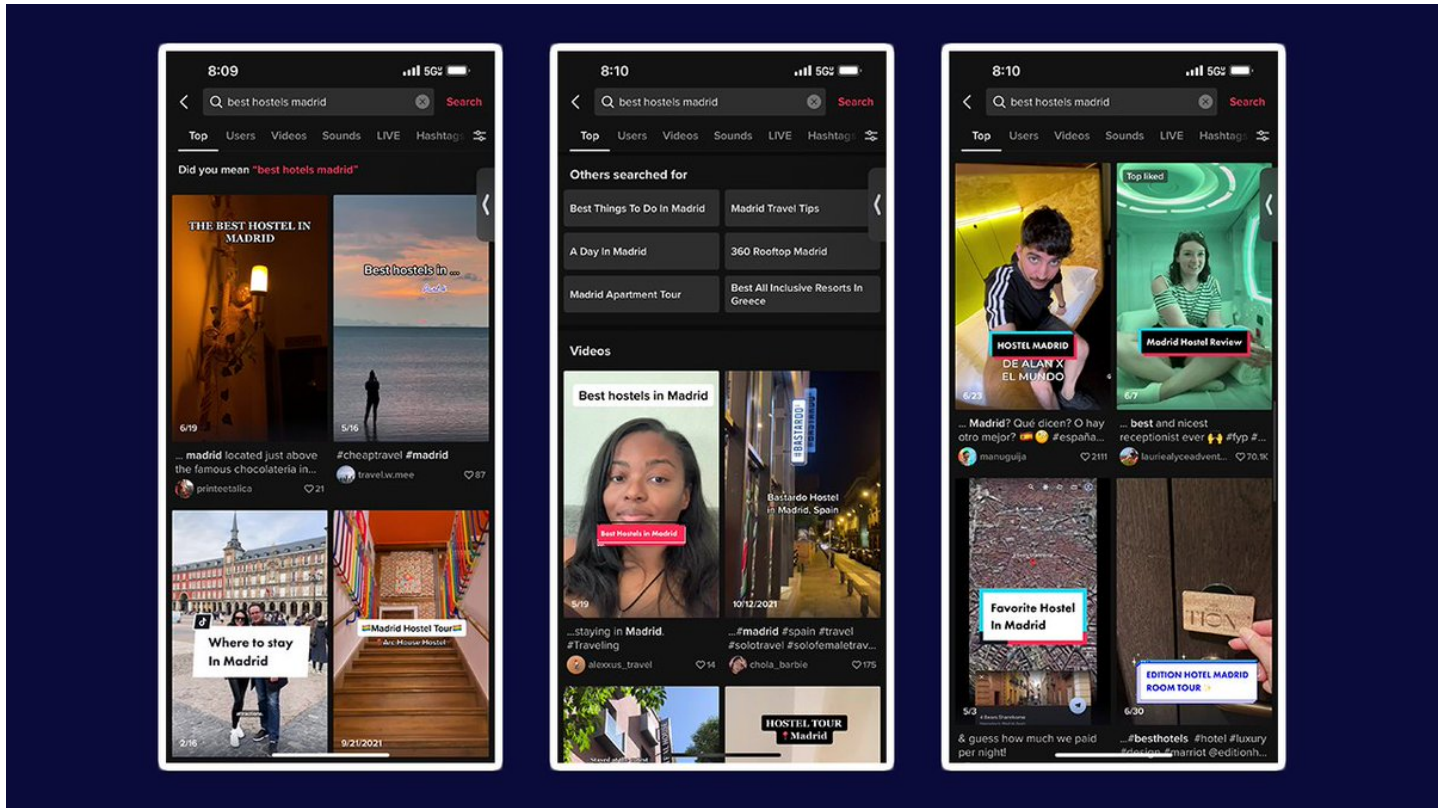 8:09
5G
best hostels madrid
Search
Top Users Videos Sounds LIVE Hashtags
Did you mean "best hotels madrid"
THE BEST HOSTEL IN
MADRID
6/19
Best hostels in ...
5/16
... madrid located just above
the famous chocolateria in...
printeetalica 21
#cheaptravel #madrid
travel.w.mee 87
Where to stay
In Madrid
2/16
Madrid Hostel Tour
Arc House Hostel
9/21/2021
8:10
5G
best hostels madrid
Search
Top Users Videos Sounds LIVE Hashtag
Others searched for
Best Things To Do In Madrid
Madrid Travel Tips
A Day In Madrid
360 Rooftop Madrid
Madrid Apartment Tour
Best All Inclusive Resorts In
Greece
Videos
Best hostels in Madrid
Best Hostels in Madrid
5/19
#BASTARDO
Bastardo Hostel
in Madrid, Spain
10/12/2021
...staying in Madrid.
#Traveling
alexxus_travel 14
...#madrid #spain #travel
#solotravel #solofemaletrav...
chola_barbie 175
HOSTEL TOUR
Madrid
8:10
5G
best hostels madrid
Search
Top Users Videos Sounds LIVE Hashtags
HOSTEL MADRID
DE ALAN X
EL MUNDO
6/23
Top liked
Madrid Hostel Review
6/7
... Madrid? Qué dicen? O hay
otro mejor? #españa...
manuguija 2111
... best and nicest
receptionist ever #fyp #...
lauriealyceadvent... 70.1K
Favorite Hostel
In Madrid
5/3
EDITION HOTEL MADRID
ROOM TOUR
6/30
& guess how much we paid
per night!
...#besthotels #hotel #luxury
#design #marriot @editionh...